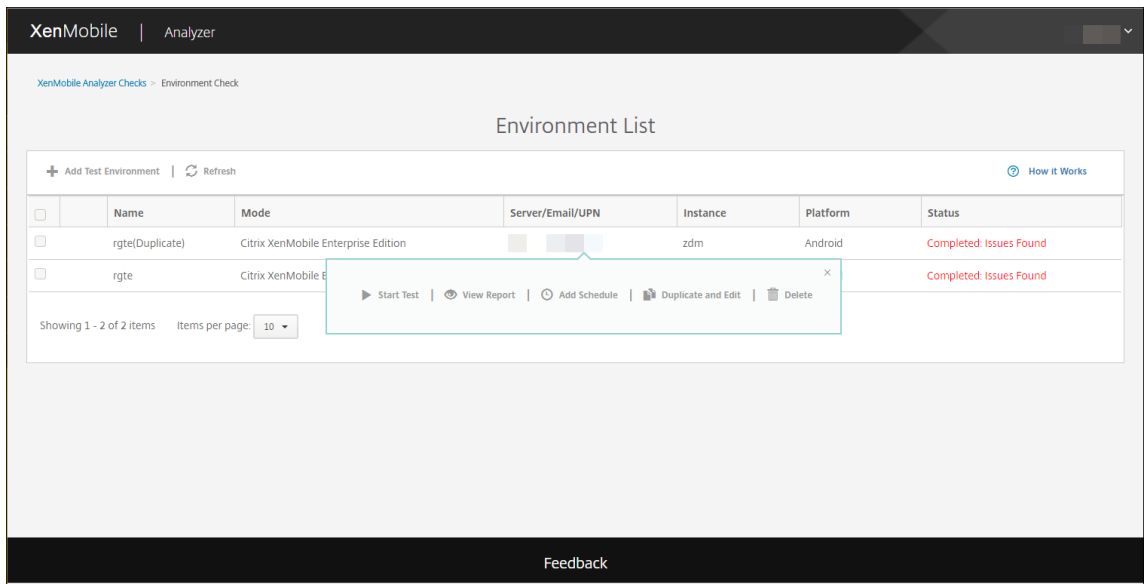 XenMobile | Analyzer
XenMobile Analyzer Checks > Environment Check
Environment List
Add Test Environment | Refresh How it Works
Name Mode Server/Email/UPN Instance Platform Status
rgte(Duplicate) Citrix XenMobile Enterprise Edition zdm Android Completed: Issues Found
rgte Citrix XenMobile E Completed: Issues Found
Start Test | View Report | Add Schedule | Duplicate and Edit | Delete
Showing 1 - 2 of 2 items Items per page: 10
Feedback